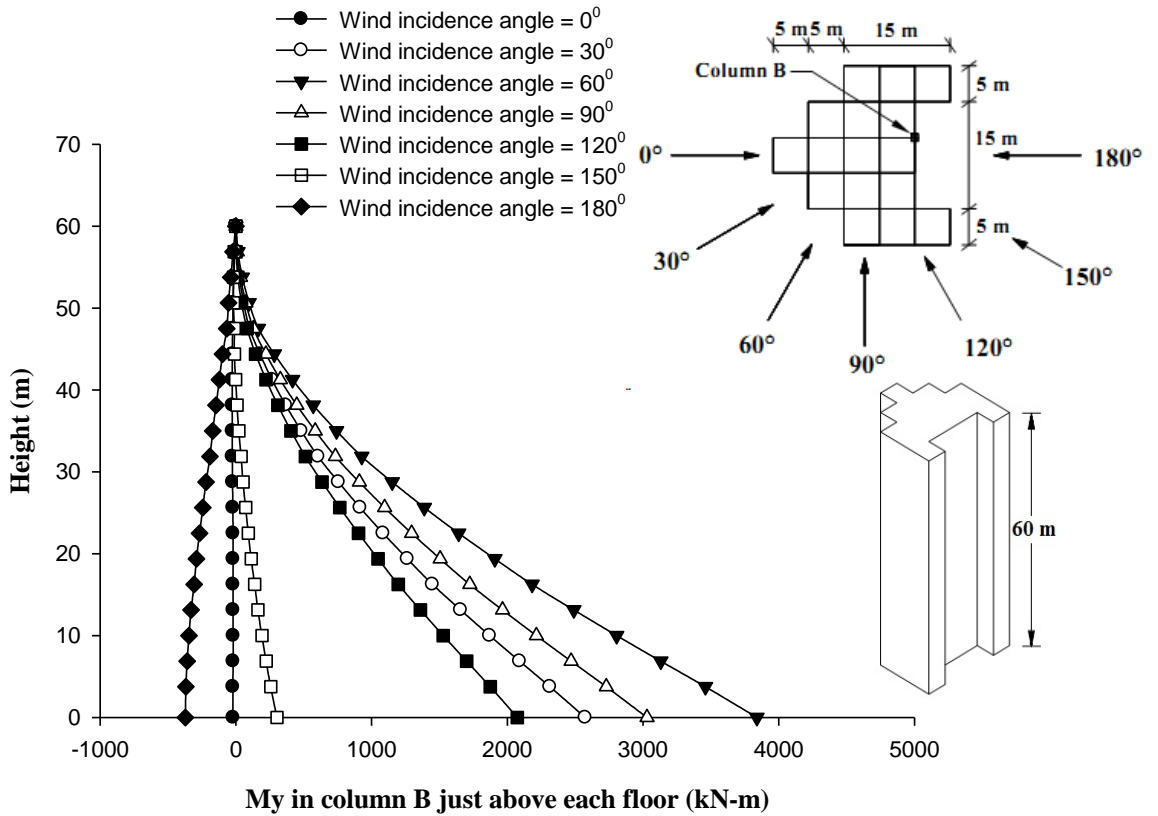 Wind incidence angle = 0⁰
Wind incidence angle = 30⁰
Wind incidence angle = 60⁰
Wind incidence angle = 90⁰
Wind incidence angle = 120⁰
Wind incidence angle = 150⁰
Wind incidence angle = 180⁰
5 m 5 m 15 m
Column B
5 m
15 m
5 m
0°
180°
30°
150°
60°
120°
90°
60 m
70
60
50
40
30
20
10
0
Height (m)
-1000 0 1000 2000 3000 4000 5000
My in column B just above each floor (kN-m)